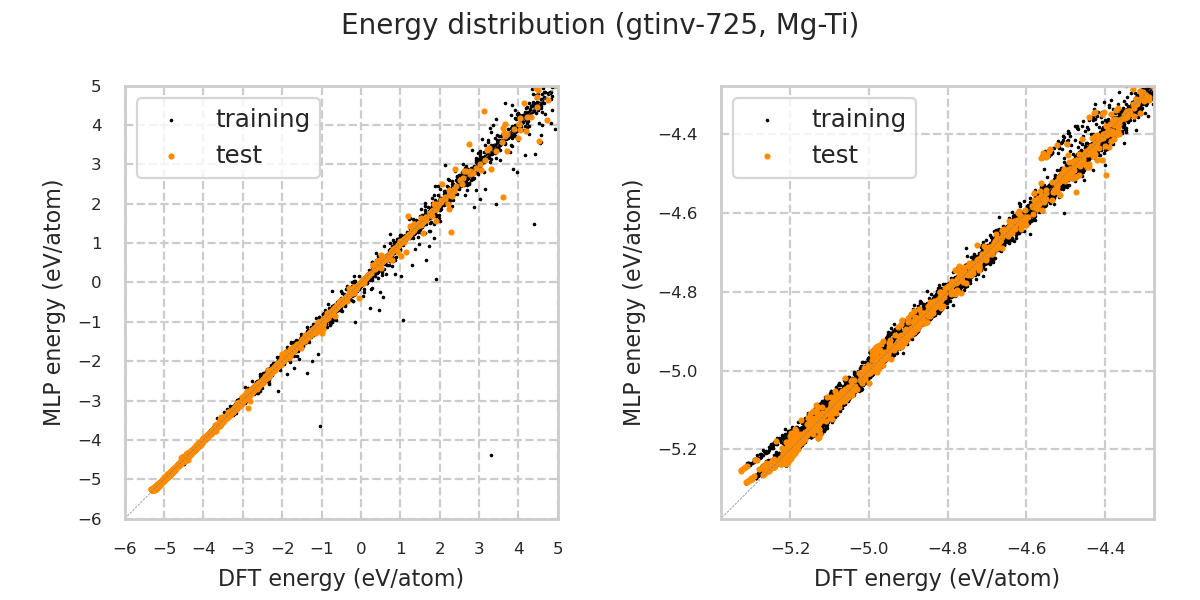 Energy distribution (gtinv-725, Mg-Ti)
5
4
3
2
1
0
−1
−2
−3
−4
−5
−6
MLP energy (eV/atom)
training
test
−6 −5 −4 −3 −2 −1 0 1 2 3 4 5
DFT energy (eV/atom)
−4.4
−4.6
−4.8
−5.0
−5.2
MLP energy (eV/atom)
training
test
−5.2 −5.0 −4.8 −4.6 −4.4
DFT energy (eV/atom)